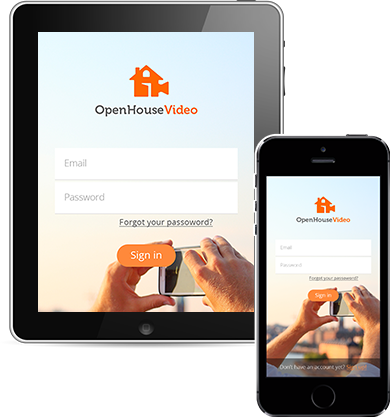 OpenHouseVideo
Email
Password
Forgot your password?
Sign in
OpenHouseVideo
Email
Password
Forgot your password?
Sign in
Don't have an account yet?